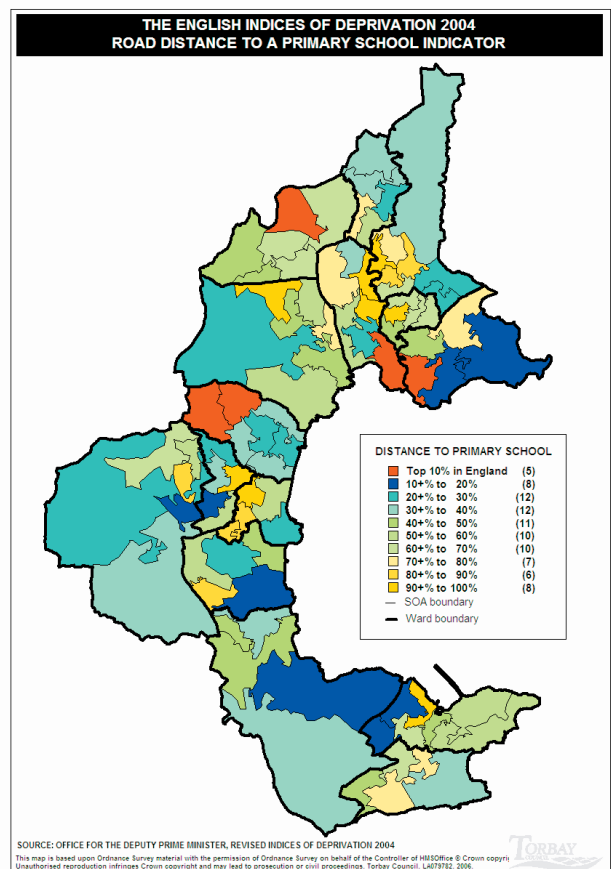 THE ENGLISH INDICES OF DEPRIVATION 2004
ROAD DISTANCE TO A PRIMARY SCHOOL INDICATOR
DISTANCE TO PRIMARY SCHOOL
Top 10% in England (5)
10+% to 20% (8)
20+% to 30% (12)
30+% to 40% (12)
40+% to 50% (11)
50+% to 60% (10)
60+% to 70% (10)
70+% to 80% (7)
80+% to 90% (6)
90+% to 100% (8)
SOA boundary
Ward boundary
SOURCE: OFFICE FOR THE DEPUTY PRIME MINISTER, REVISED INDICES OF DEPRIVATION 2004
This map is based upon Ordnance Survey material with the permission of Ordnance Survey on behalf of the Controller of HMSOffice © Crown copyri
Unauthorised reproduction infringes Crown copyright and may lead to prosecution or civil proceedings. Torbay Council. LA079782. 2006.
TORBAY